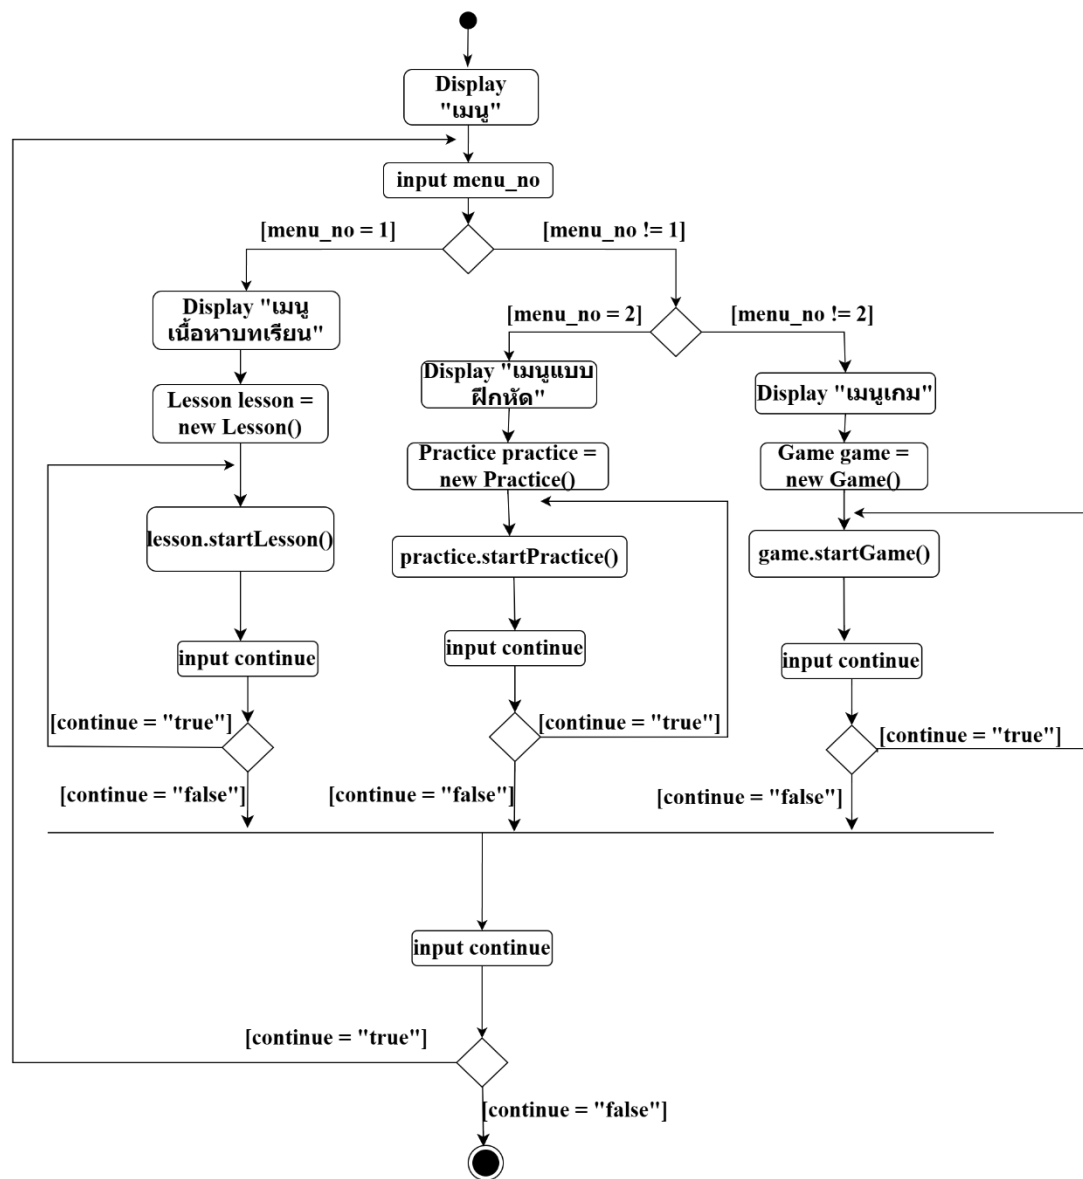 Display
"เมนู"
input menu_no
[menu_no = 1]
[menu_no != 1]
Display "เมนู
เนื้อหาบทเรียน"
[menu_no = 2]
[menu_no != 2]
Display "เมนูแบบ
ฝึกหัด"
Display "เมนูเกม"
Lesson lesson =
new Lesson()
Practice practice =
new Practice()
Game game =
new Game()
lesson.startLesson()
practice.startPractice()
game.startGame()
input continue
input continue
input continue
[continue = "true"]
[continue = "true"]
[continue = "true"]
[continue = "false"]
[continue = "false"]
[continue = "false"]
input continue
[continue = "true"]
[continue = "false"]